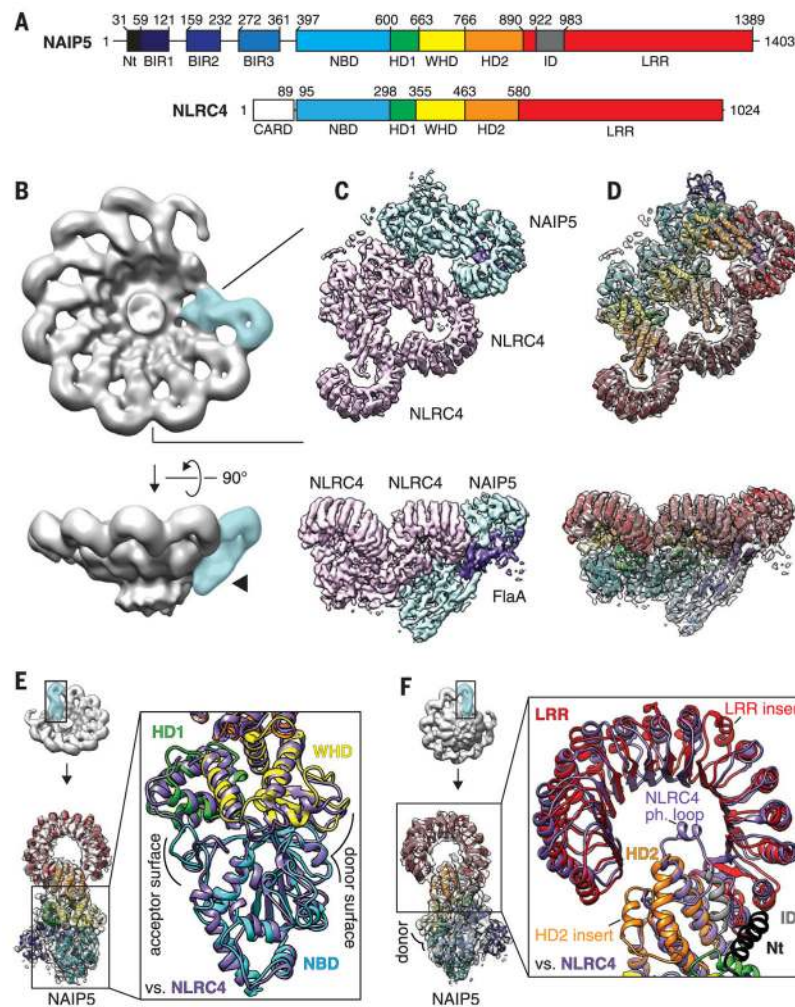 A
31 59 121 159 232 272 361 397 600 663 766 890 922 983 1389
NAIP5 1 1403
Nt BIR1 BIR2 BIR3 NBD HD1 WHD HD2 ID LRR
89 95 298 355 463 580
NLRC4 1 1024
CARD NBD HD1 WHD HD2 LRR
B
90°
C
NAIP5
NLRC4
NLRC4
NLRC4 NLRC4 NAIP5
FlaA
D
E
NAIP5
HD1
WHD
acceptor surface
donor surface
NBD
vs. NLRC4
F
donor
NAIP5
LRR
LRR insert
NLRC4
ph. loop
HD2
HD2 insert
ID
Nt
vs. NLRC4